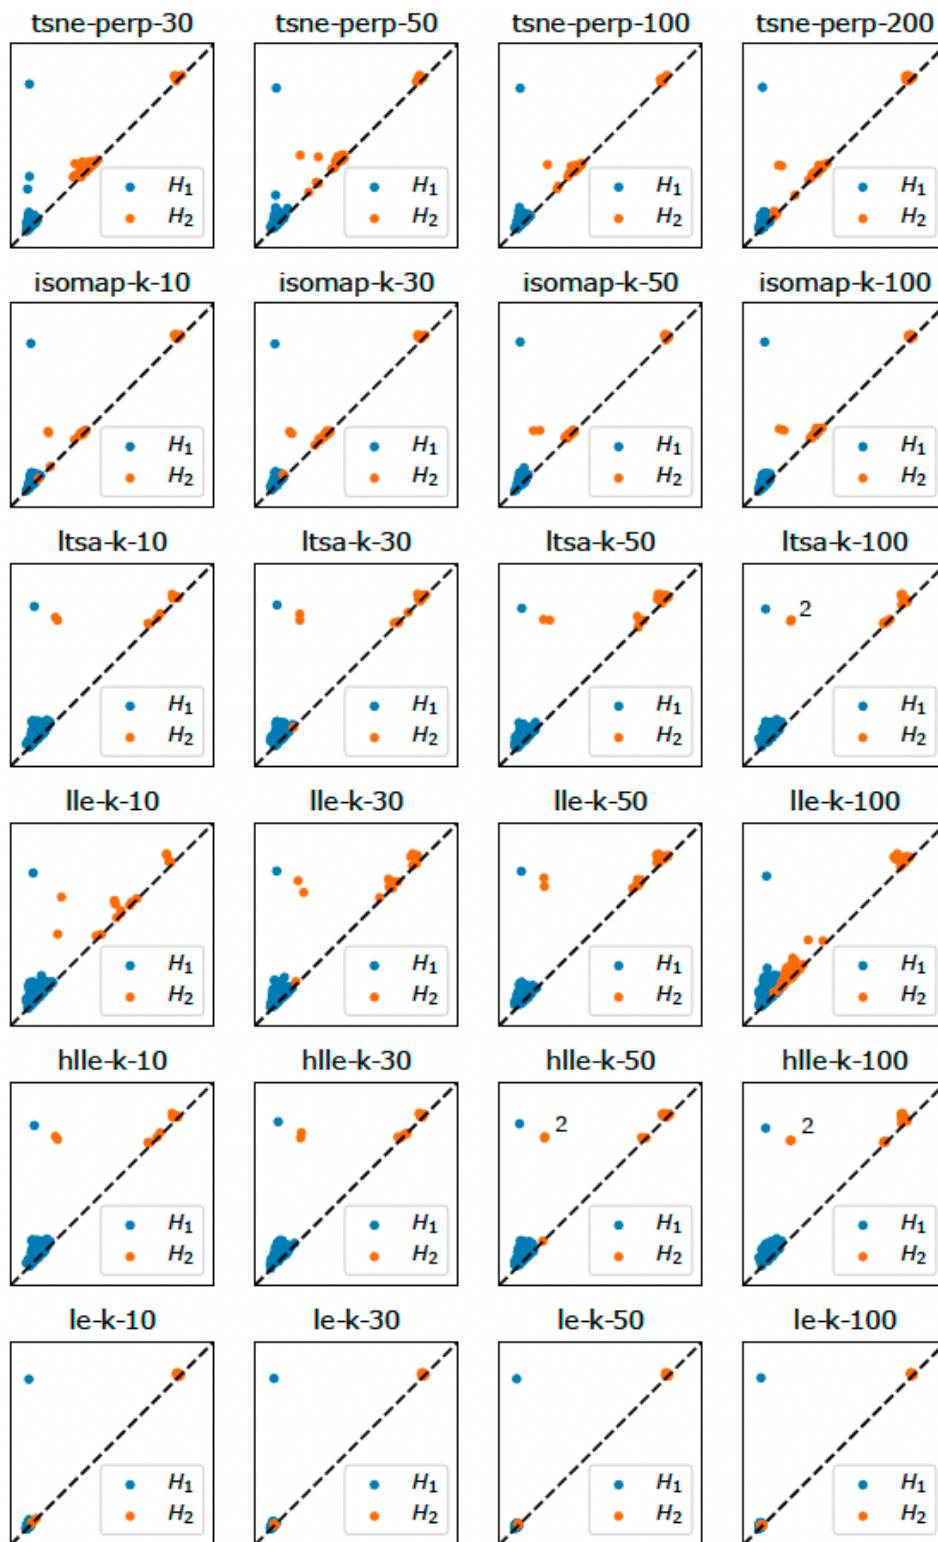 tsne-perp-30 tsne-perp-50 tsne-perp-100 tsne-perp-200
H₁ H₁ H₁ H₁
H₂ H₂ H₂ H₂
isomap-k-10 isomap-k-30 isomap-k-50 isomap-k-100
H₁ H₁ H₁ H₁
H₂ H₂ H₂ H₂
ltsa-k-10 ltsa-k-30 ltsa-k-50 ltsa-k-100
2
H₁ H₁ H₁ H₁
H₂ H₂ H₂ H₂
lle-k-10 lle-k-30 lle-k-50 lle-k-100
H₁ H₁ H₁ H₁
H₂ H₂ H₂ H₂
hlle-k-10 hlle-k-30 hlle-k-50 hlle-k-100
2 2
H₁ H₁ H₁ H₁
H₂ H₂ H₂ H₂
le-k-10 le-k-30 le-k-50 le-k-100
H₁ H₁ H₁ H₁
H₂ H₂ H₂ H₂